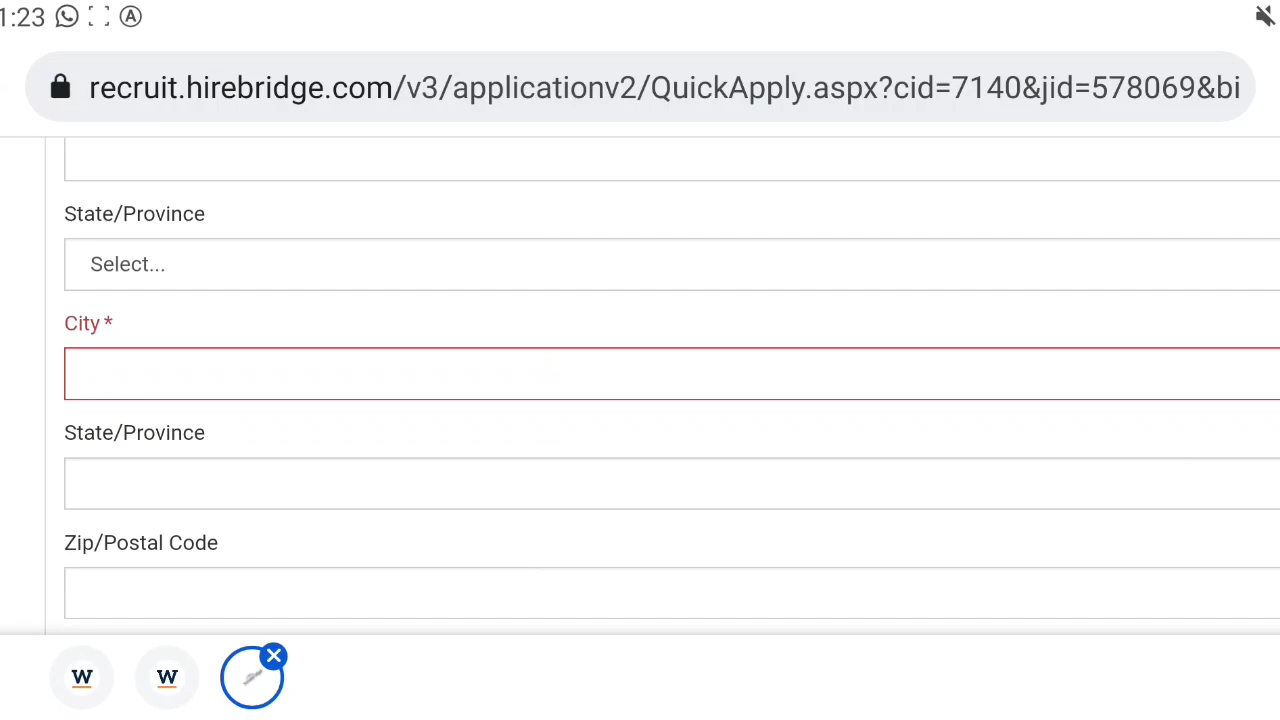 1:23 A
recruit.hirebridge.com/v3/applicationv2/QuickApply.aspx?cid=7140&jid=578069&bi
State/Province
Select...
City *
State/Province
Zip/Postal Code
W W